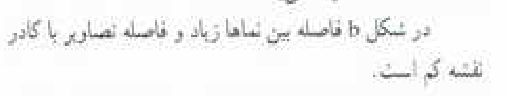 در شکل b فاصله بین نماها زیاد و فاصله تصاویر با کادر
نقشه کم است.